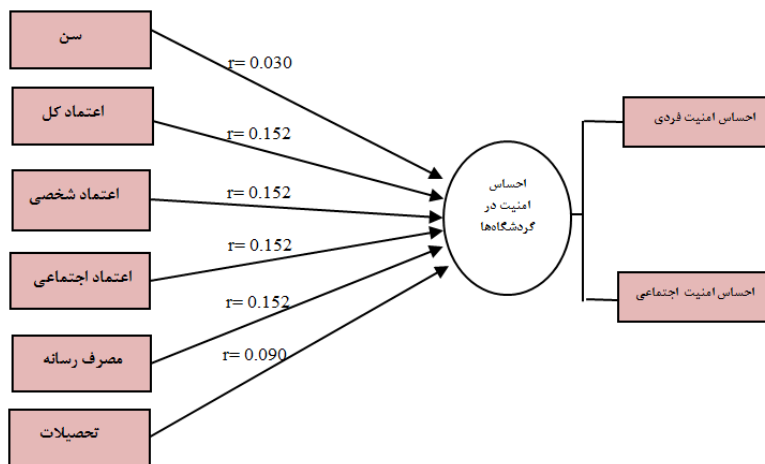 سن
r= 0.030
اعتماد کل
r= 0.152
اعتماد شخصی
r= 0.152
اعتماد اجتماعی
r= 0.152
مصرف رسانه
r= 0.152
تحصیلات
r= 0.090
احساس
امنیت در
گردشگاه‌ها
احساس امنیت فردی
احساس امنیت اجتماعی